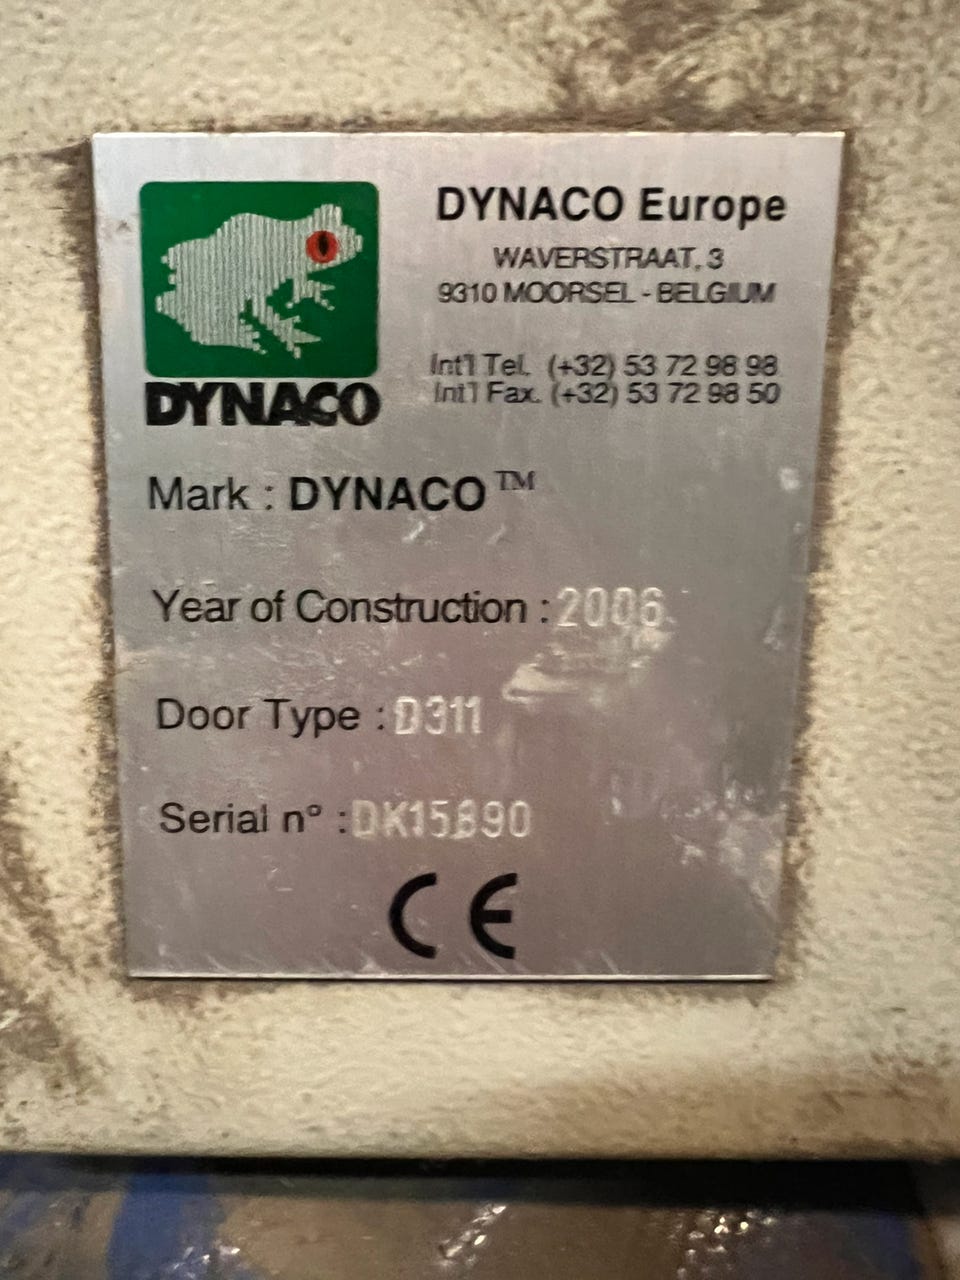 DYNACO
DYNACO Europe
WAVERSTRAAT, 3
9310 MOORSEL - BELGIUM
Int'l Tel. (+32) 53 72 98 98
Int'l Fax. (+32) 53 72 98 50
Mark : DYNACO™
Year of Construction : 2006
Door Type : D311
Serial n° :
CE